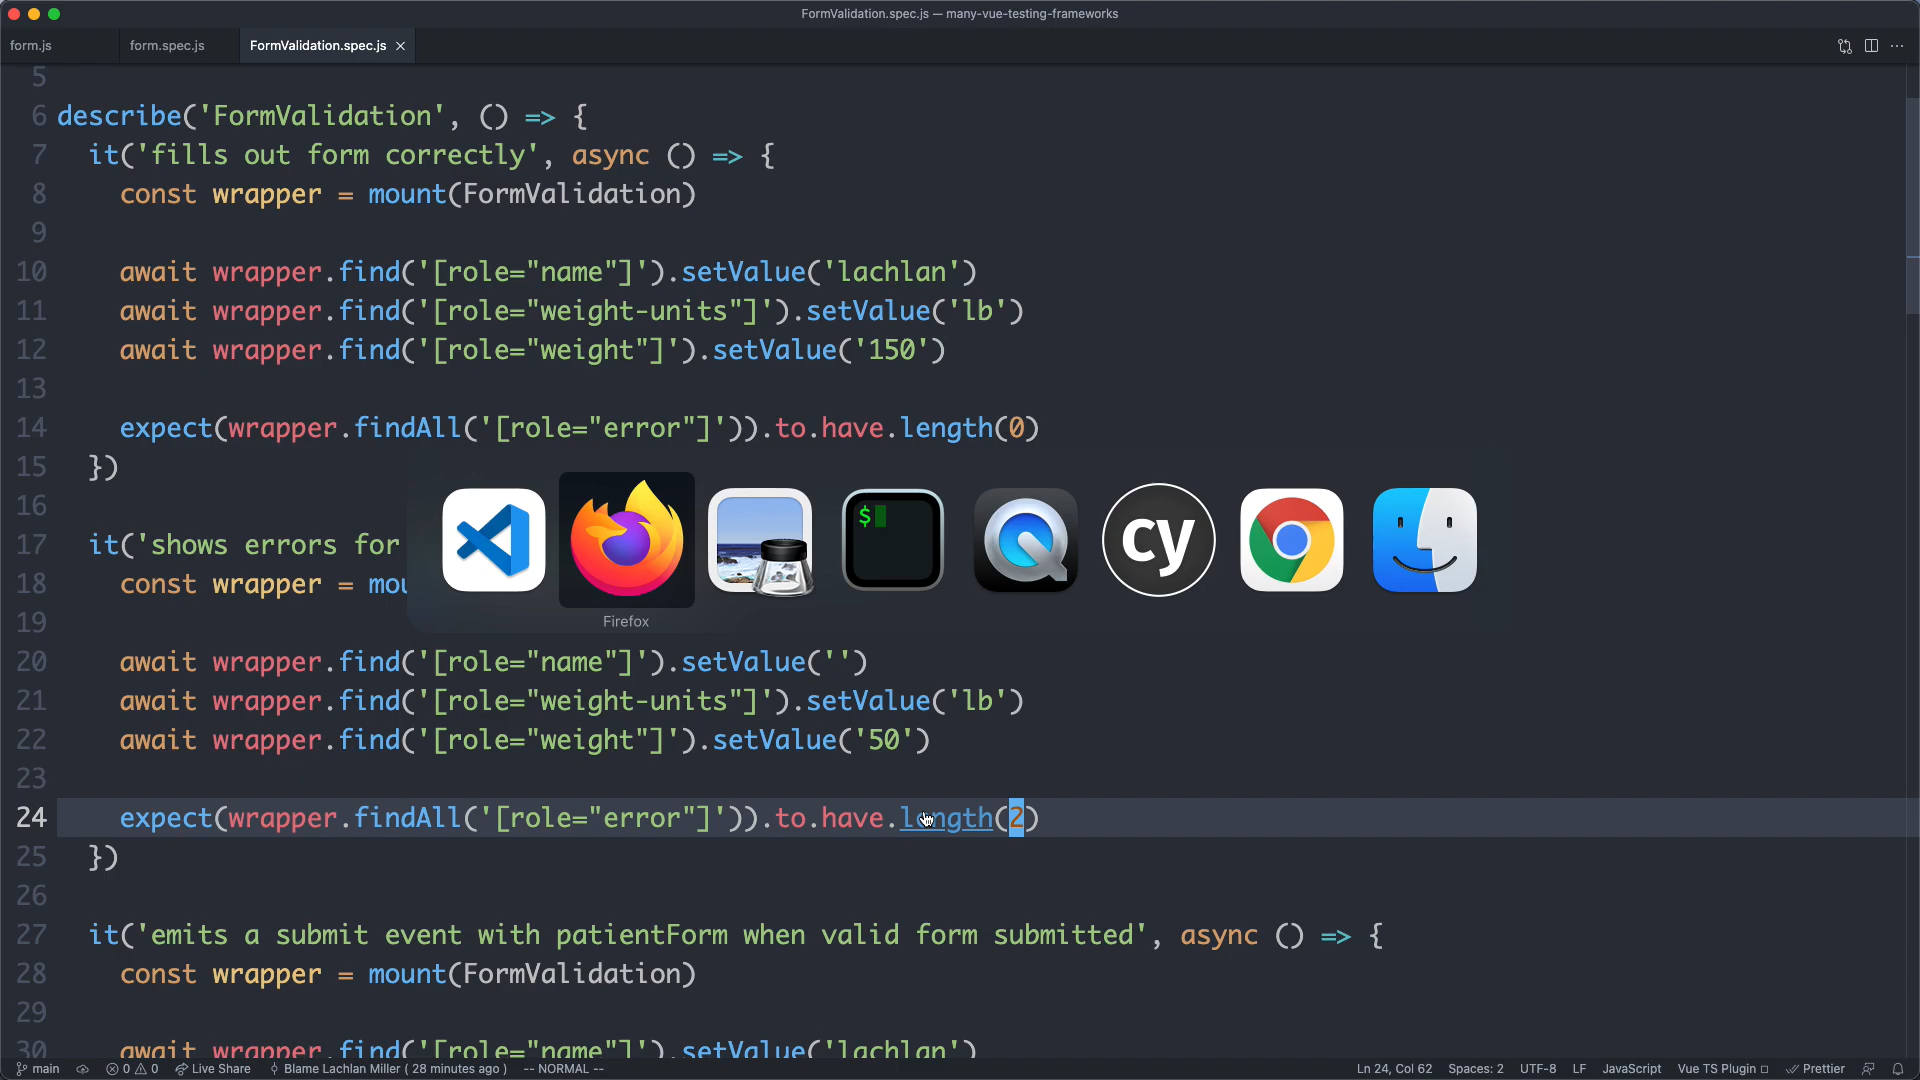 FormValidation.spec.js — many-vue-testing-frameworks
form.js form.spec.js FormValidation.spec.js
5
6 describe('FormValidation', () => {
7 it('fills out form correctly', async () => {
8 const wrapper = mount(FormValidation)
9
10 await wrapper.find('[role="name"]').setValue('lachlan')
11 await wrapper.find('[role="weight-units"]').setValue('lb')
12 await wrapper.find('[role="weight"]').setValue('150')
13
14 expect(wrapper.findAll('[role="error"]')).to.have.length(0)
15 })
16
17 it('shows errors for
18 const wrapper = mou
$
cy
Firefox
19
20 await wrapper.find('[role="name"]').setValue('')
21 await wrapper.find('[role="weight-units"]').setValue('lb')
22 await wrapper.find('[role="weight"]').setValue('50')
23
24 expect(wrapper.findAll('[role="error"]')).to.have.length(2)
25 })
26
27 it('emits a submit event with patientForm when valid form submitted', async () => {
28 const wrapper = mount(FormValidation)
29
30 await wrapper.find('[role="name"]').setValue('lachlan')
main 0 0 Live Share Blame Lachlan Miller ( 28 minutes ago ) -- NORMAL -- Ln 24, Col 62 Spaces: 2 UTF-8 LF JavaScript Vue TS Plugin Prettier